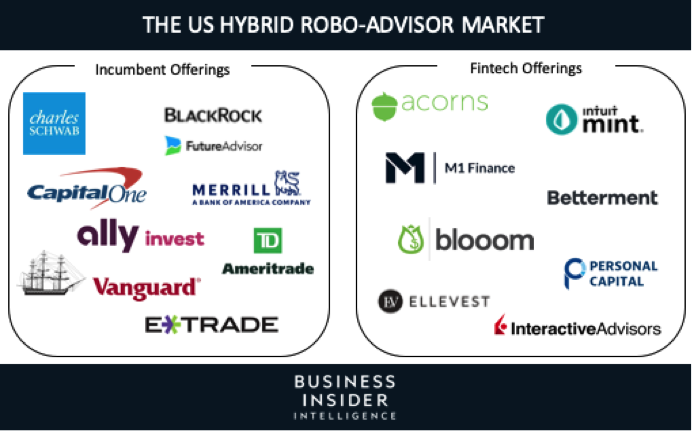 THE US HYBRID ROBO-ADVISOR MARKET
Incumbent Offerings
charles
SCHWAB
BLACKROCK
FutureAdvisor
Capital One
MERRILL
A BANK OF AMERICA COMPANY
ally invest
TD
Ameritrade
Vanguard®
E*TRADE
Fintech Offerings
acorns
intuit
mint.
M1 Finance
Betterment
blooom
PERSONAL
CAPITAL
EV ELLEVEST
InteractiveAdvisors
BUSINESS
INSIDER
INTELLIGENCE